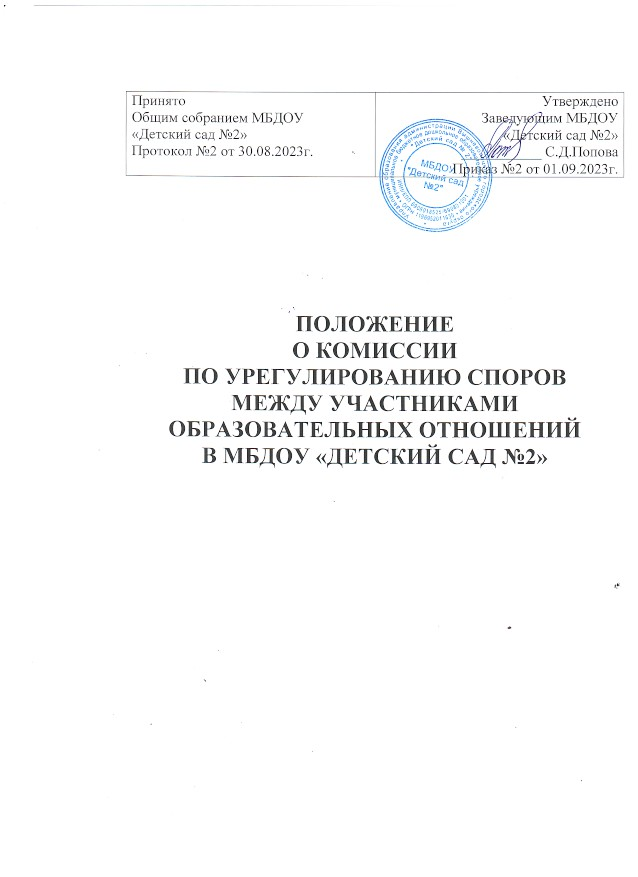 Принято
Общим собранием МБДОУ
«Детский сад №2»
Протокол №2 от 30.08.2023г.
Утверждено
Заведующим МБДОУ
«Детский сад №2»
С.Д.Попова
Приказ №2 от 01.09.2023г.
МБДОУ
"Детский сад
№2"
ПОЛОЖЕНИЕ
О КОМИССИИ
ПО УРЕГУЛИРОВАНИЮ СПОРОВ
МЕЖДУ УЧАСТНИКАМИ
ОБРАЗОВАТЕЛЬНЫХ ОТНОШЕНИЙ
В МБДОУ «ДЕТСКИЙ САД №2»